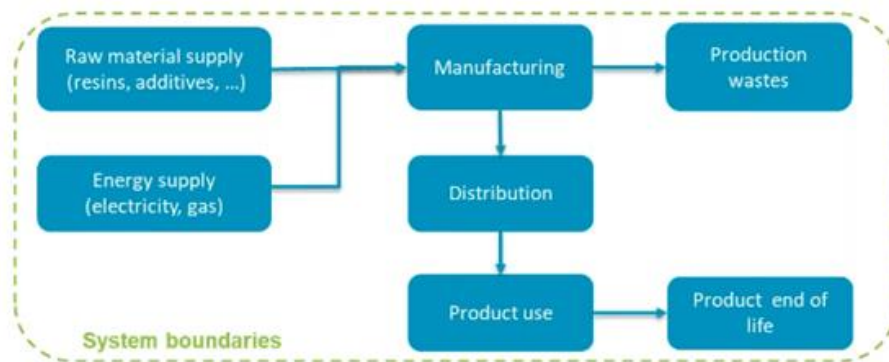 Raw material supply
(resins, additives, ...)
Manufacturing
Production
wastes
Energy supply
(electricity, gas)
Distribution
Product use
Product end of
life
System boundaries